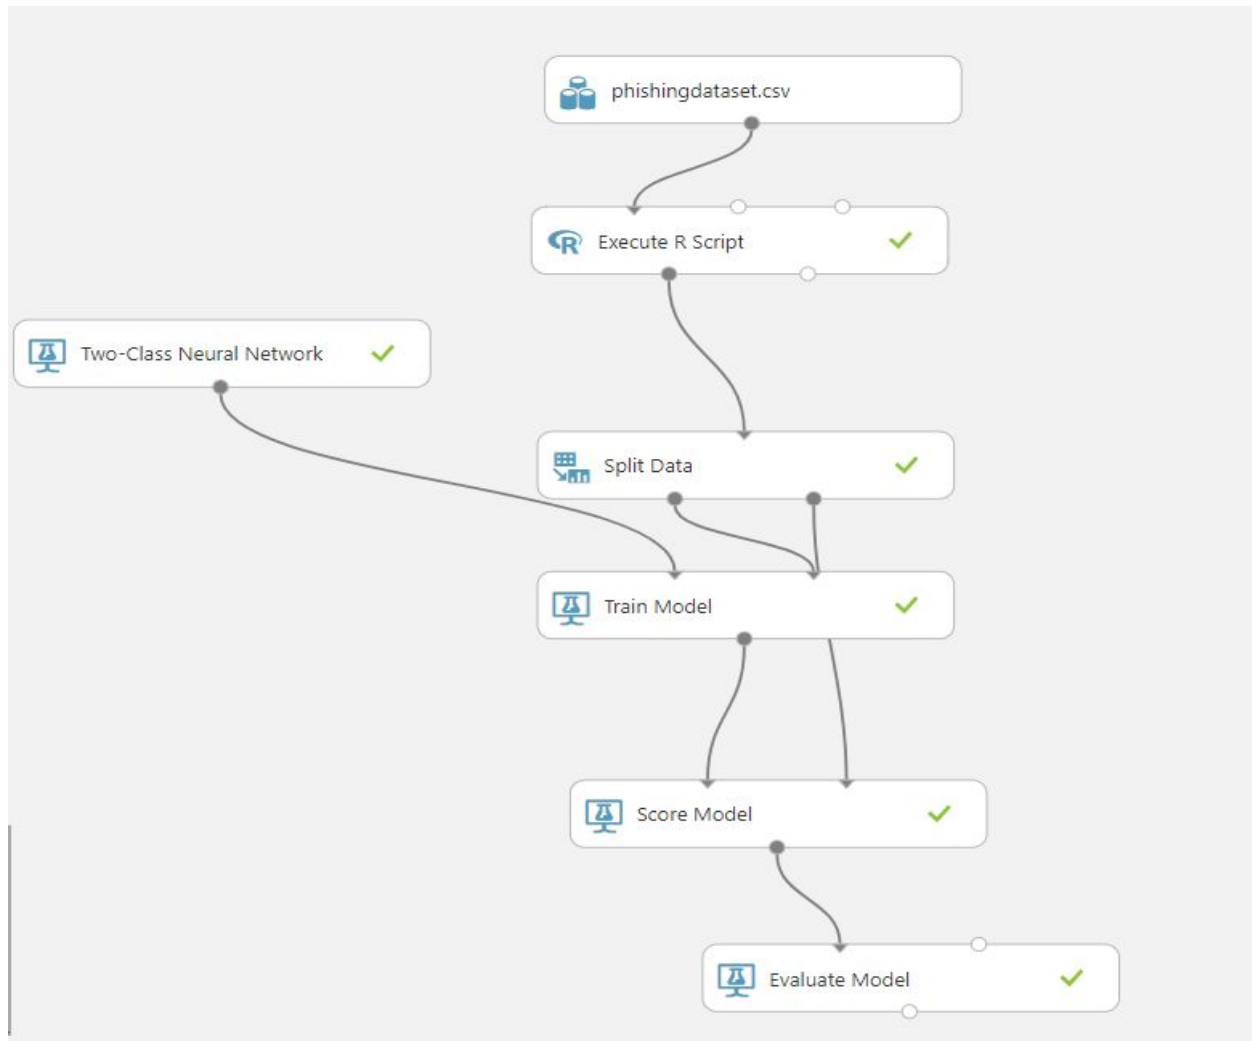 phishingdataset.csv
Execute R Script
Two-Class Neural Network
Split Data
Train Model
Score Model
Evaluate Model